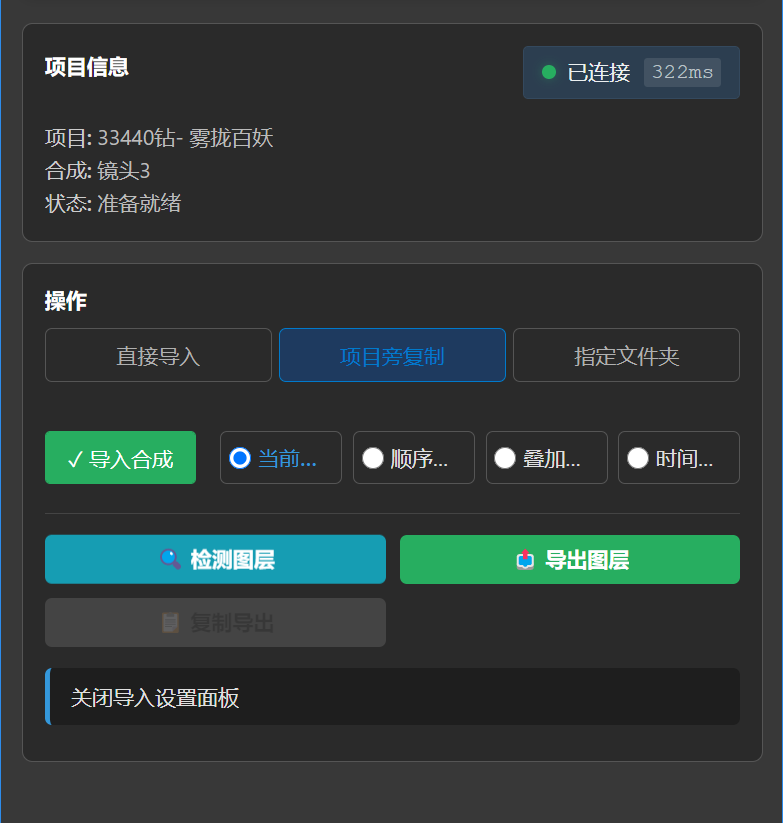 项目信息
已连接 322ms
项目: 33440钻- 雾拢百妖
合成: 镜头3
状态: 准备就绪
操作
直接导入 项目旁复制 指定文件夹
✓ 导入合成 当前... 顺序... 叠加... 时间...
🔍 检测图层 📤 导出图层
📋 复制导出
关闭导入设置面板